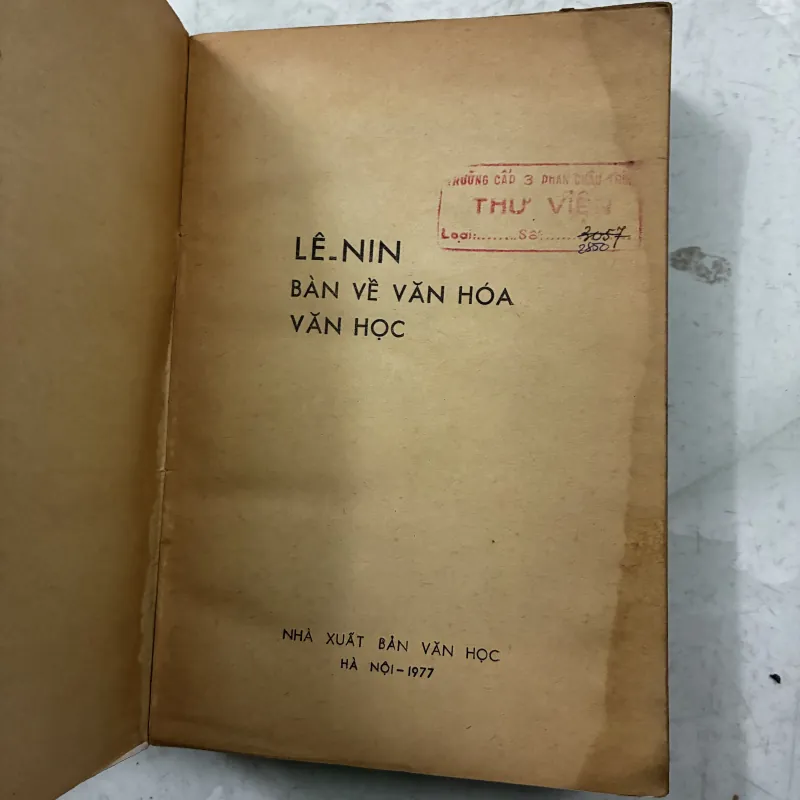 TRƯỜNG CẤP 3 PHAN CHÂU TRINH
THƯ VIỆN
Loại:........Số:......3057
2850
LÊ-NIN
BÀN VỀ VĂN HÓA
VĂN HỌC
NHÀ XUẤT BẢN VĂN HỌC
HÀ NỘI-1977